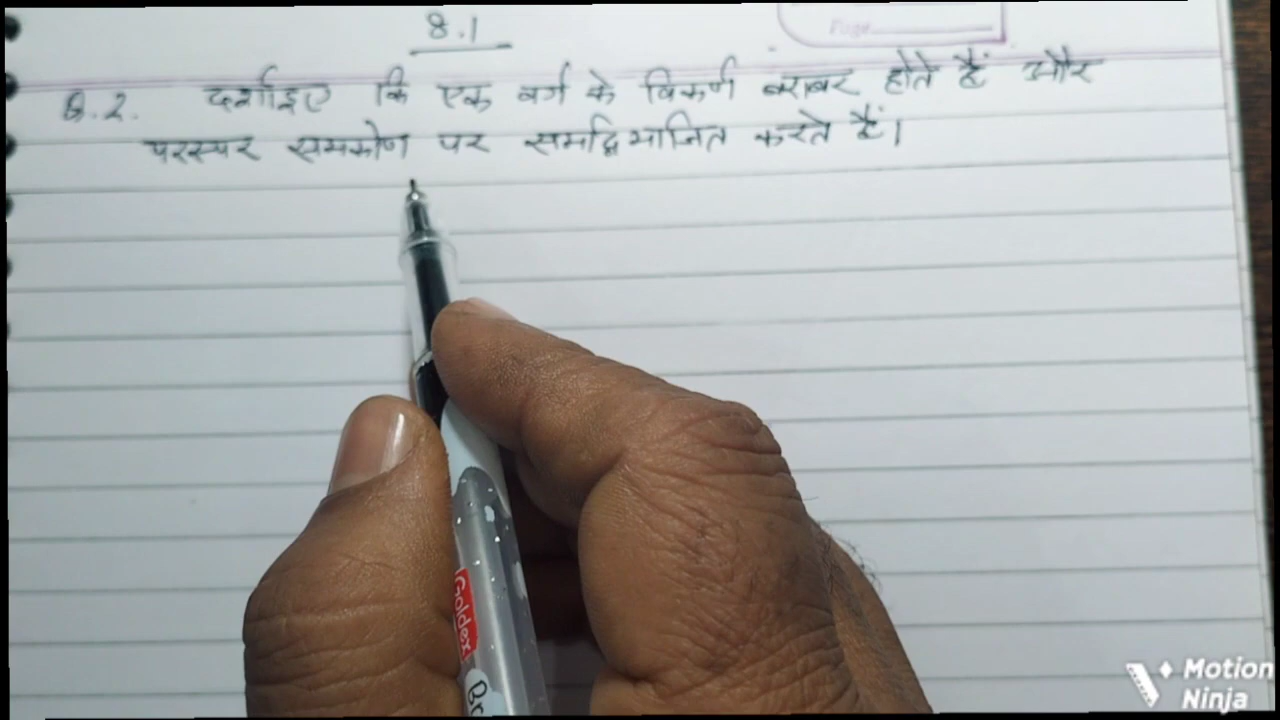 8.1
Page
Q.2. दर्शाइए कि एक वर्ग के विकर्ण बराबर होते हैं और
परस्पर समकोण पर समद्विभाजित करते हैं।
Goldex
Motion
Ninja